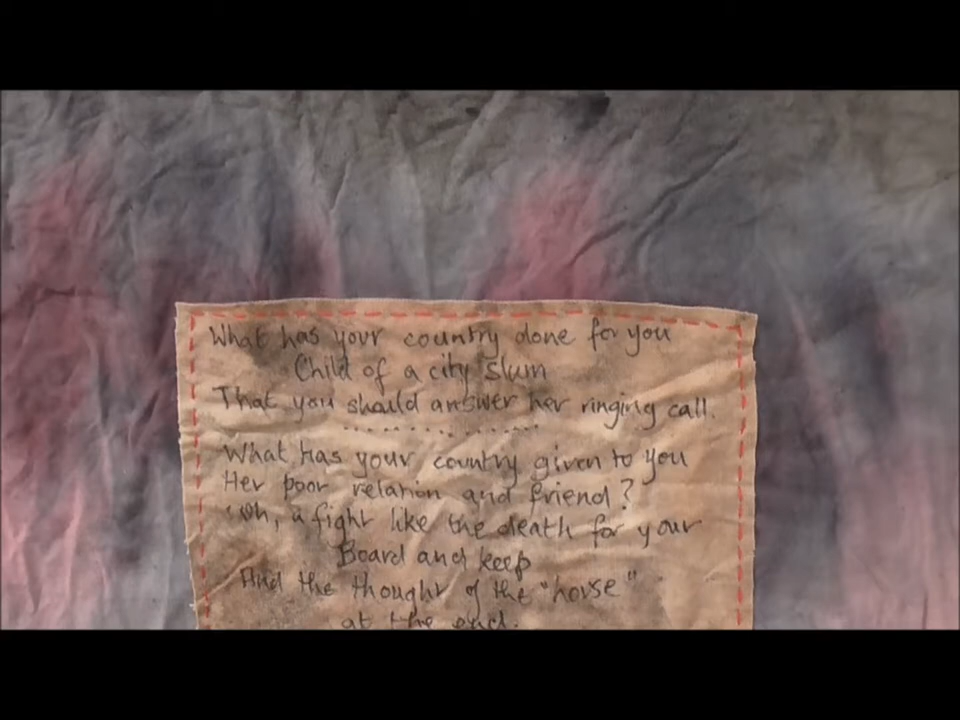 What has your country done for you
Child of a city slum
That you should answer her ringing call.
What has your country given to you
Her poor relation and friend?
'Oh, a fight like the death for your
Board and keep
And the thought of the "house"
at the end.